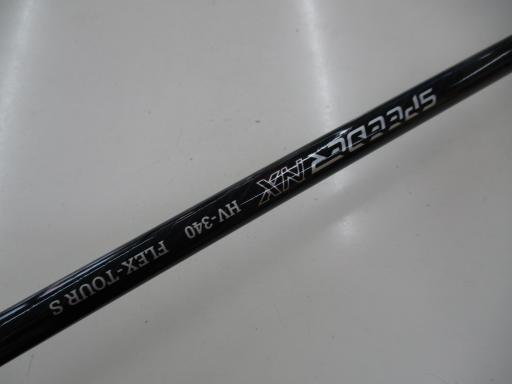 SPEEDER NX HV-340 FLEX-TOUR S